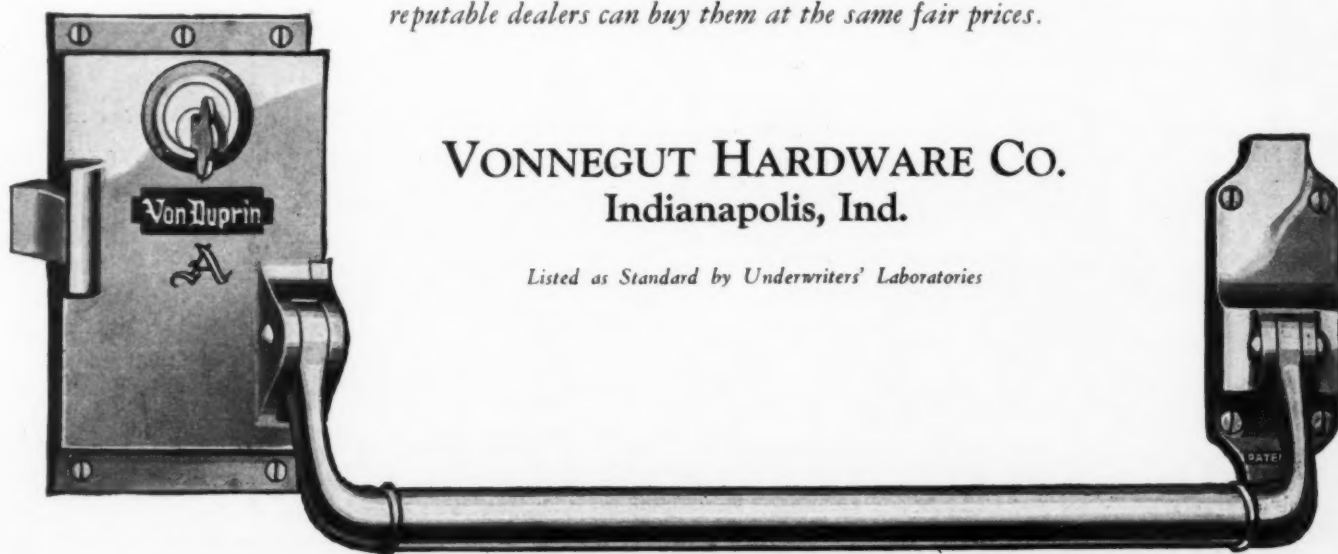 reputable dealers can buy them at the same fair prices.
VONNEGUT HARDWARE CO.
Indianapolis, Ind.
Listed as Standard by Underwriters' Laboratories
Von Duprin
A
PATE